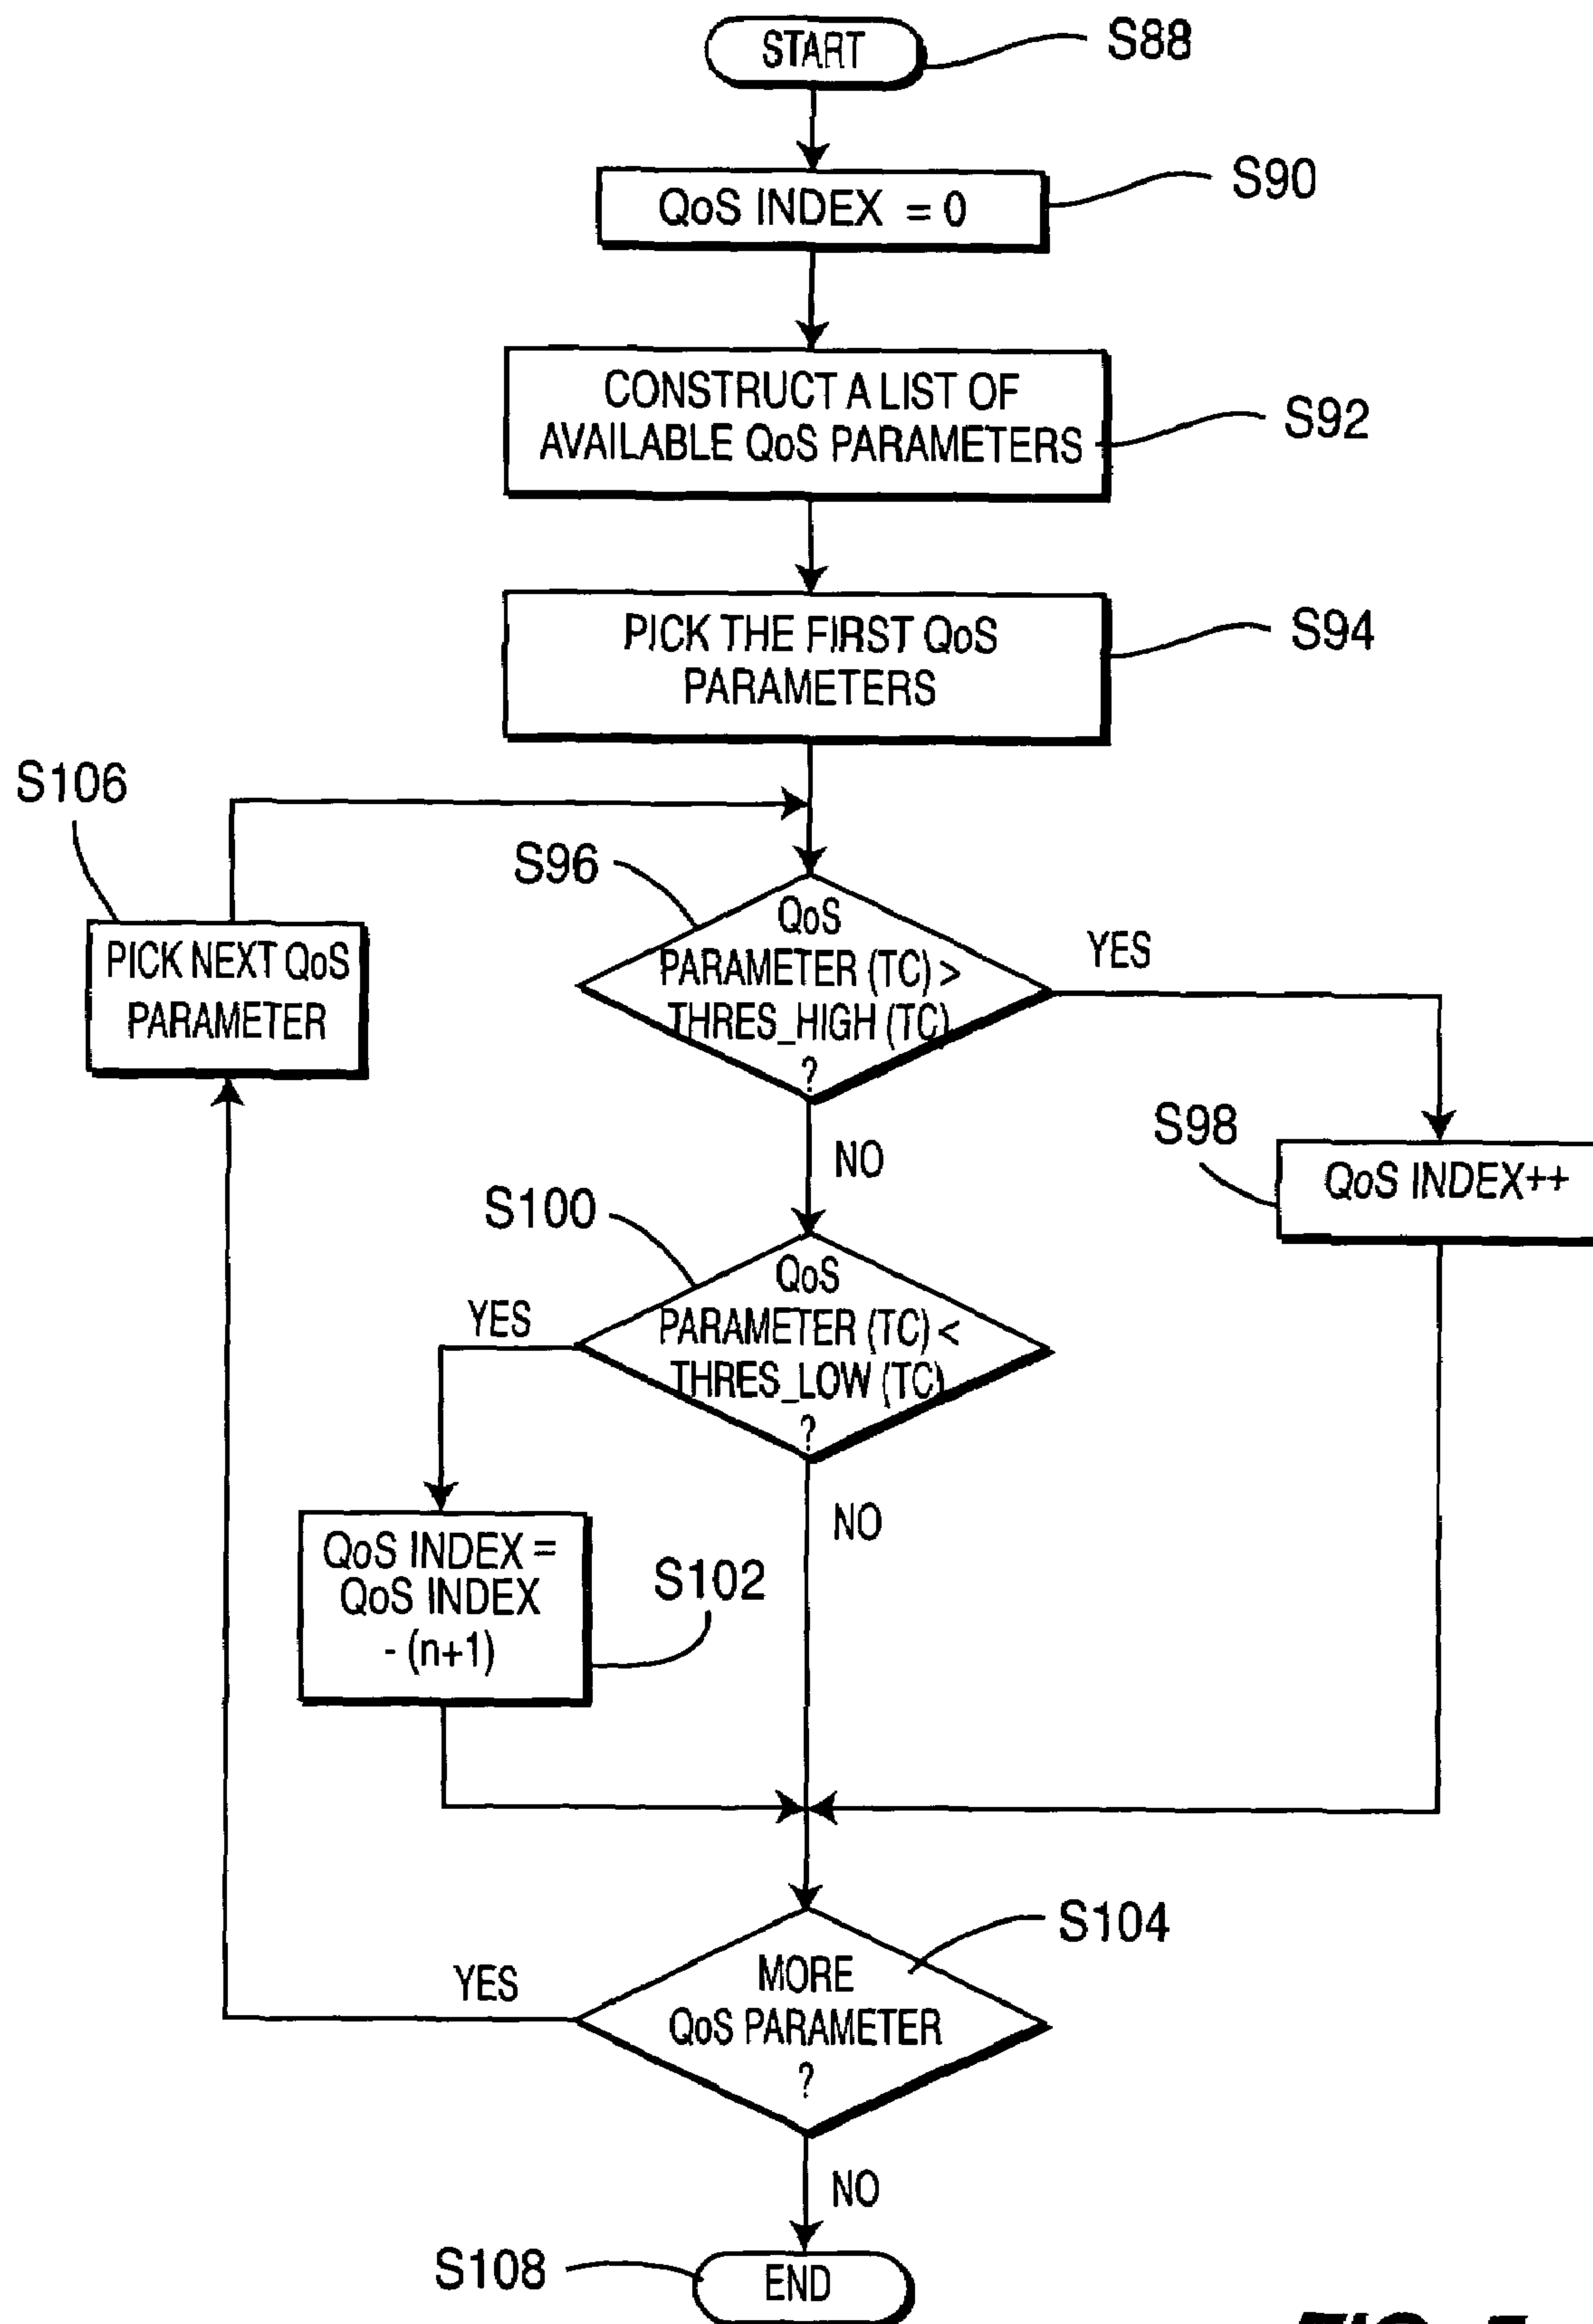 START
S88
QoS INDEX = 0
S90
CONSTRUCT A LIST OF
AVAILABLE QoS PARAMETERS
S92
PICK THE FIRST QoS
PARAMETERS
S94
S106
PICK NEXT QoS
PARAMETER
S96
QoS
PARAMETER (TC) >
THRES_HIGH (TC)
?
YES
NO
S98
QoS INDEX++
S100
QoS
PARAMETER (TC) <
THRES_LOW (TC)
?
YES
NO
QoS INDEX =
QoS INDEX
- (n+1)
S102
S104
MORE
QoS PARAMETER
?
YES
NO
S108
END